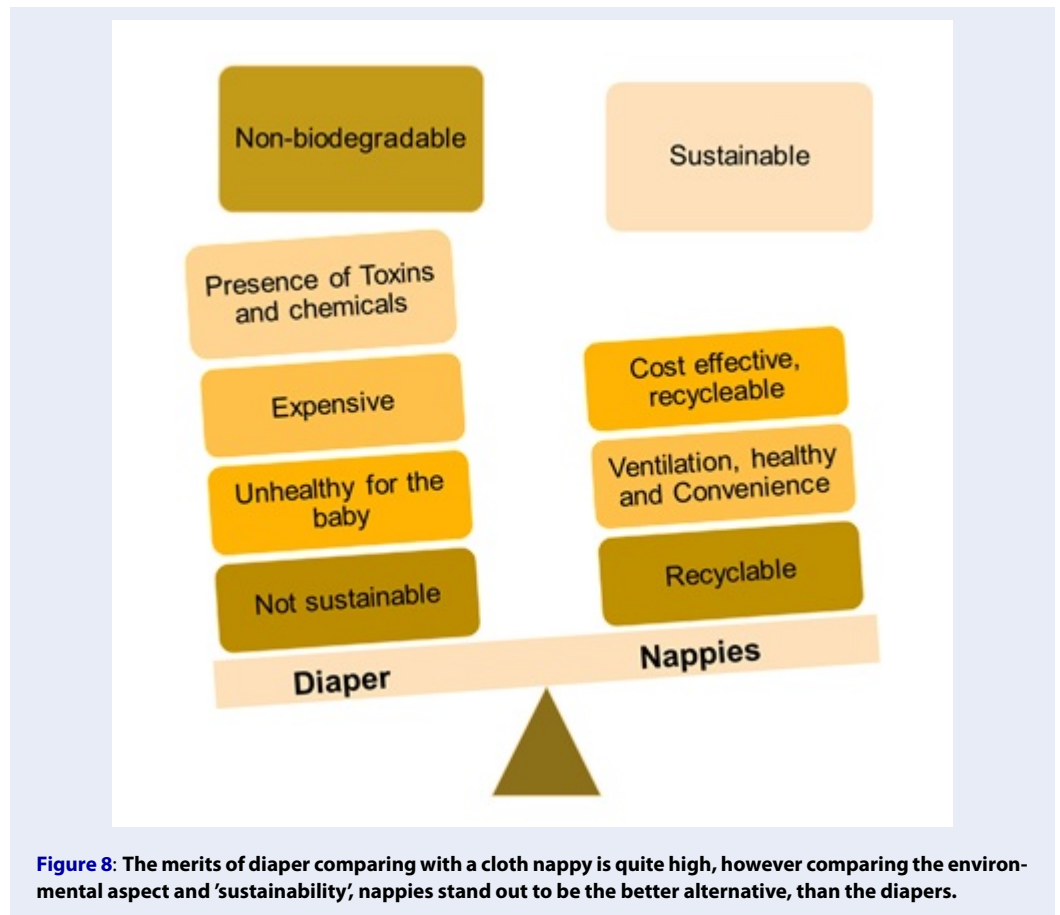 Non-biodegradable
Sustainable
Presence of Toxins
and chemicals
Expensive
Unhealthy for the
baby
Not sustainable
Cost effective,
recycleable
Ventilation, healthy
and Convenience
Recyclable
Diaper
Nappies
Figure 8: The merits of diaper comparing with a cloth nappy is quite high, however comparing the environ-
mental aspect and ’sustainability’, nappies stand out to be the better alternative, than the diapers.